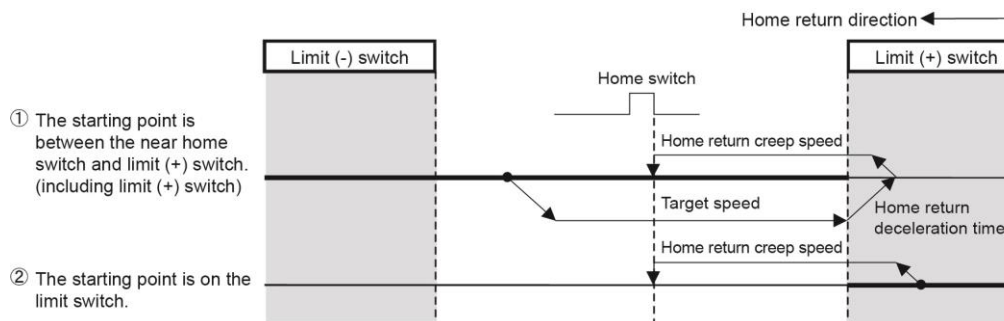 Home return direction
Limit (-) switch
Limit (+) switch
Home switch
① The starting point is
between the near home
switch and limit (+) switch.
(including limit (+) switch)
Home return creep speed
Target speed
Home return
deceleration time
Home return creep speed
② The starting point is on the
limit switch.